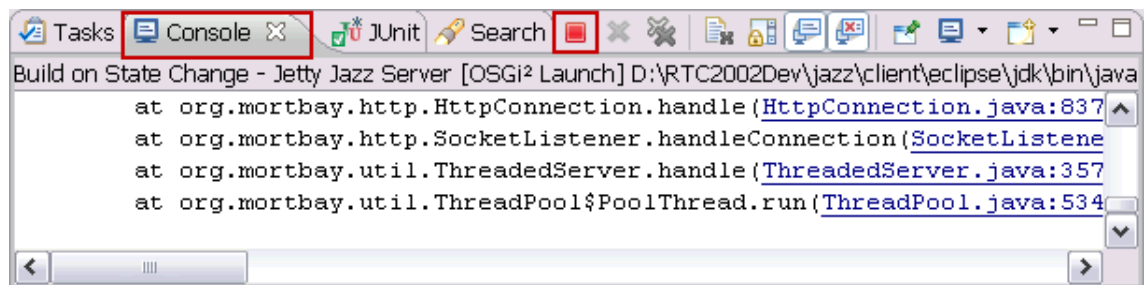 Tasks Console JUnit Search
Build on State Change - Jetty Jazz Server [OSGi² Launch] D:\RTC2002Dev\jazz\client\eclipse\jdk\bin\java
at org.mortbay.http.HttpConnection.handle(HttpConnection.java:837
at org.mortbay.http.SocketListener.handleConnection(SocketListene
at org.mortbay.util.ThreadedServer.handle(ThreadedServer.java:357
at org.mortbay.util.ThreadPool$PoolThread.run(ThreadPool.java:534